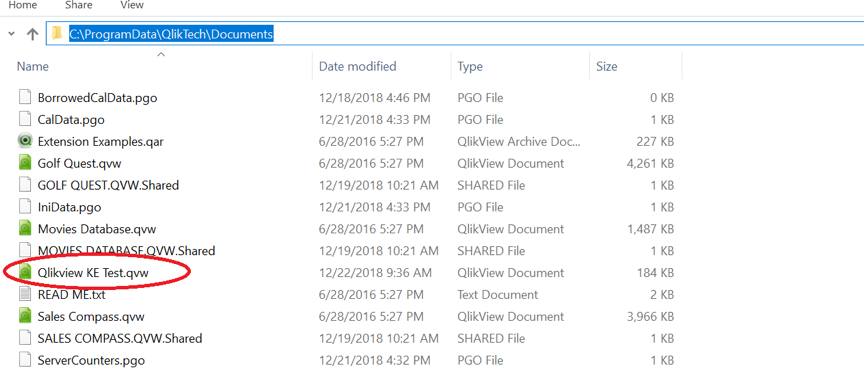 Home Share View
C:\ProgramData\QlikTech\Documents
Name Date modified Type Size
BorrowedCalData.pgo 12/18/2018 4:46 PM PGO File 0 KB
CalData.pgo 12/21/2018 4:33 PM PGO File 1 KB
Extension Examples.qar 6/28/2016 5:27 PM QlikView Archive Doc... 227 KB
Golf Quest.qvw 6/28/2016 5:27 PM QlikView Document 4,261 KB
GOLF QUEST.QVW.Shared 12/19/2018 10:21 AM SHARED File 1 KB
IniData.pgo 12/21/2018 4:33 PM PGO File 1 KB
Movies Database.qvw 6/28/2016 5:27 PM QlikView Document 1,487 KB
MOVIES DATABASE.QVW.Shared 12/19/2018 10:21 AM SHARED File 1 KB
Qlikview KE Test.qvw 12/22/2018 9:36 AM QlikView Document 184 KB
READ ME.txt 6/28/2016 5:27 PM Text Document 2 KB
Sales Compass.qvw 6/28/2016 5:27 PM QlikView Document 3,966 KB
SALES COMPASS.QVW.Shared 12/19/2018 10:21 AM SHARED File 1 KB
ServerCounters.pgo 12/21/2018 4:32 PM PGO File 1 KB